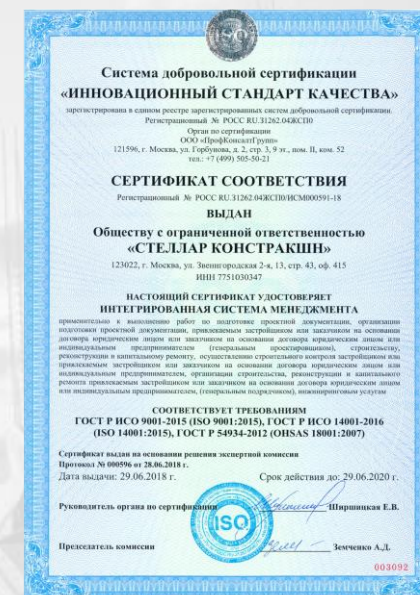 ISO
Система добровольной сертификации
«ИННОВАЦИОННЫЙ СТАНДАРТ КАЧЕСТВА»
зарегистрирована в едином реестре зарегистрированных систем добровольной сертификации.
Регистрационный № РОСС RU.31262.04ЖСП0
Орган по сертификации
ООО «ПрофКонсалтГрупп»
121596, г. Москва, ул. Горбунова, д. 2, стр. 3, 9 эт., пом. II, ком. 52
тел.: +7 (499) 505-50-21
СЕРТИФИКАТ СООТВЕТСТВИЯ
Регистрационный № РОСС RU.31262.04ЖСП0/ИСМ000591-18
ВЫДАН
Обществу с ограниченной ответственностью
«СТЕЛЛАР КОНСТРАКШН»
123022, г. Москва, ул. Звенигородская 2-я, 13, стр. 43, оф. 415
ИНН 7751030347
НАСТОЯЩИЙ СЕРТИФИКАТ УДОСТОВЕРЯЕТ
ИНТЕГРИРОВАННАЯ СИСТЕМА МЕНЕДЖМЕНТА
применительно к выполнению работ по подготовке проектной документации, организации
подготовки проектной документации, привлекаемым застройщиком или заказчиком на основании
договора юридическим лицом или заказчиком на основании договора юридическим лицом или
индивидуальным предпринимателем (генеральным проектировщиком), строительству,
реконструкции и капитальному ремонту, осуществлению строительного контроля застройщиком или
привлекаемым застройщиком или заказчиком на основании договора юридическим лицом или
индивидуальным предпринимателем, организации строительства, реконструкции и капитального
ремонта привлекаемым застройщиком или заказчиком на основании договора юридическим лицом
или индивидуальным предпринимателем, (генеральным подрядчиком), инжиниринговым услугам
СООТВЕТСТВУЕТ ТРЕБОВАНИЯМ
ГОСТ Р ИСО 9001-2015 (ISO 9001:2015), ГОСТ Р ИСО 14001-2016
(ISO 14001:2015), ГОСТ Р 54934-2012 (OHSAS 18001:2007)
Сертификат выдан на основании решения экспертной комиссии
Протокол № 000596 от 28.06.2018 г.
Дата выдачи: 29.06.2018 г. Срок действия до: 29.06.2020 г.
Руководитель органа по сертификации Ширшицкая Е.В.
ISO
Председатель комиссии Земченко А.Д.
003092